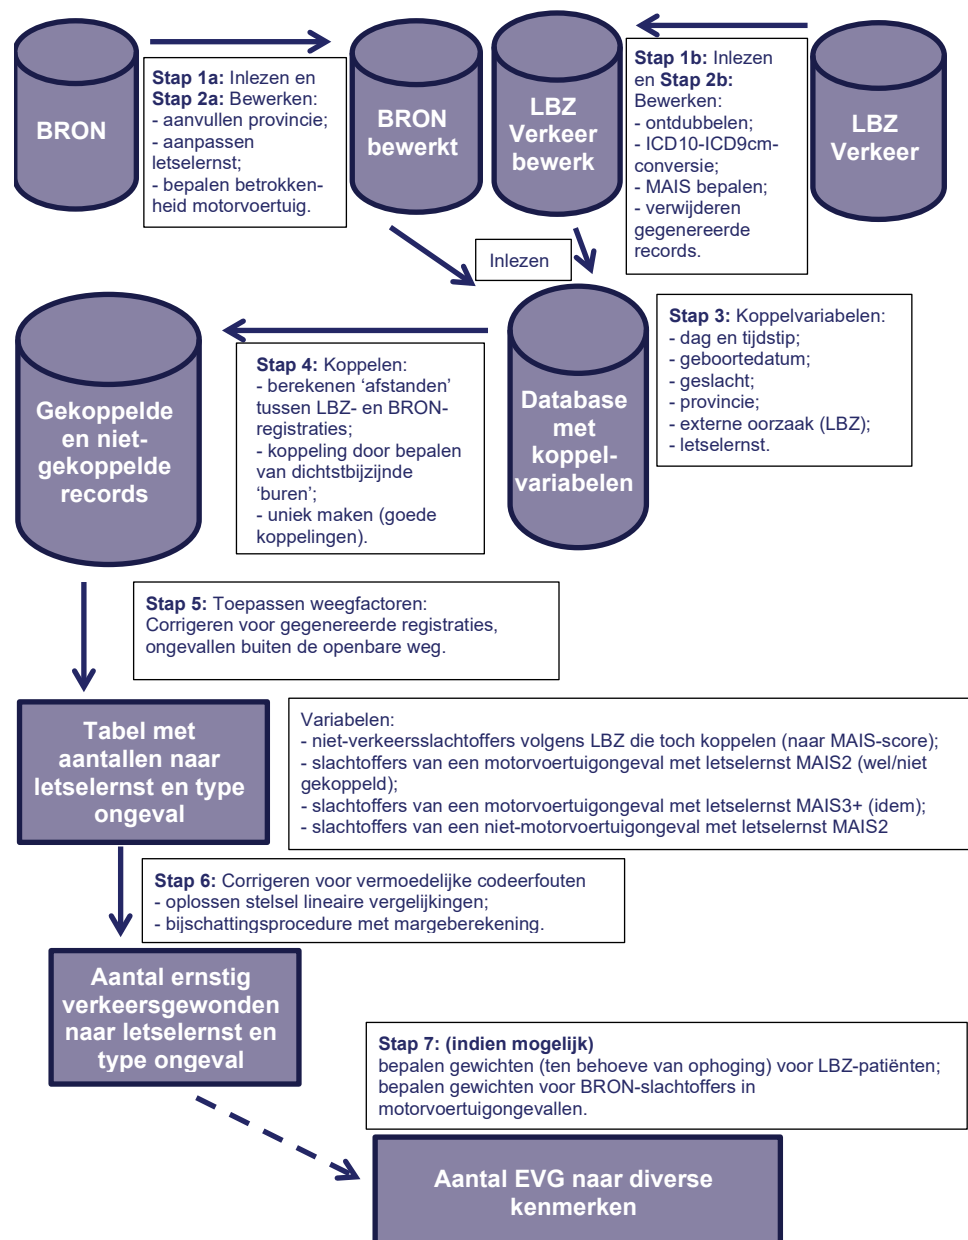 BRON
Stap 1a: Inlezen en
Stap 2a: Bewerken:
- aanvullen provincie;
- aanpassen
letselernst;
- bepalen betrokken-
heid motorvoertuig.
BRON
bewerkt
LBZ
Verkeer
bewerk
Stap 1b: Inlezen
en Stap 2b:
Bewerken:
- ontdubbelen;
- ICD10-ICD9cm-
conversie;
- MAIS bepalen;
- verwijderen
gegenereerde
records.
LBZ
Verkeer
Inlezen
Gekoppelde
en niet-
gekoppelde
records
Stap 4: Koppelen:
- berekenen ‘afstanden’
tussen LBZ- en BRON-
registraties;
- koppeling door bepalen
van dichtstbijzijnde
‘buren’;
- uniek maken (goede
koppelingen).
Database
met
koppel-
variabelen
Stap 3: Koppelvariabelen:
- dag en tijdstip;
- geboortedatum;
- geslacht;
- provincie;
- externe oorzaak (LBZ);
- letselernst.
Stap 5: Toepassen weegfactoren:
Corrigeren voor gegenereerde registraties,
ongevallen buiten de openbare weg.
Tabel met
aantallen naar
letselernst en type
ongeval
Variabelen:
- niet-verkeersslachtoffers volgens LBZ die toch koppelen (naar MAIS-score);
- slachtoffers van een motorvoertuigongeval met letselernst MAIS2 (wel/niet
gekoppeld);
- slachtoffers van een motorvoertuigongeval met letselernst MAIS3+ (idem);
- slachtoffers van een niet-motorvoertuigongeval met letselernst MAIS2
Stap 6: Corrigeren voor vermoedelijke codeerfouten
- oplossen stelsel lineaire vergelijkingen;
- bijschattingsprocedure met margeberekening.
Aantal ernstig
verkeersgewonden
naar letselernst en
type ongeval
Stap 7: (indien mogelijk)
bepalen gewichten (ten behoeve van ophoging) voor LBZ-patiënten;
bepalen gewichten voor BRON-slachtoffers in
motorvoertuigongevallen.
Aantal EVG naar diverse
kenmerken